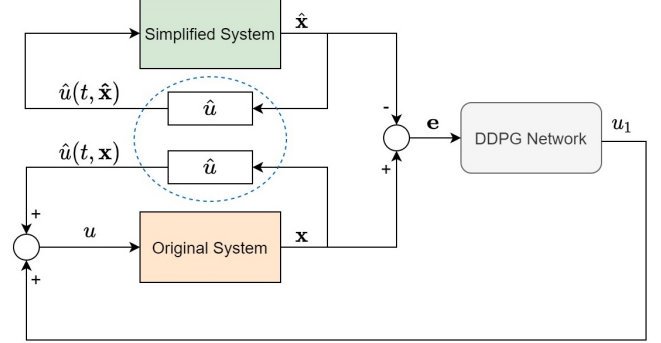 Simplified System
x̂
û(t, x̂)
û
-
û(t, x)
û
e
DDPG Network
u₁
+
+
u
Original System
x
+